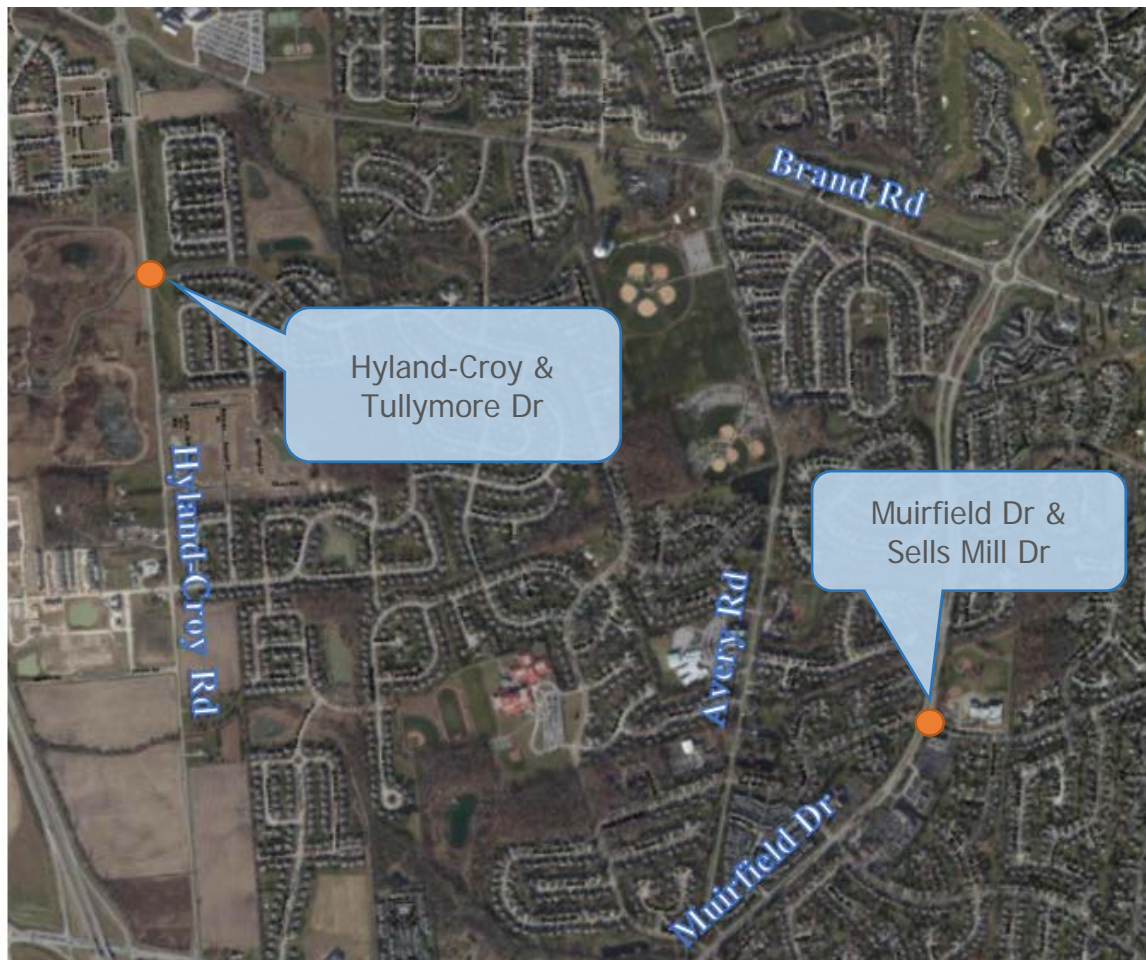 Brand Rd
Hyland-Croy &
Tullymore Dr
Hyland-Croy Rd
Muirfield Dr &
Sells Mill Dr
Avery Rd
Muirfield Dr